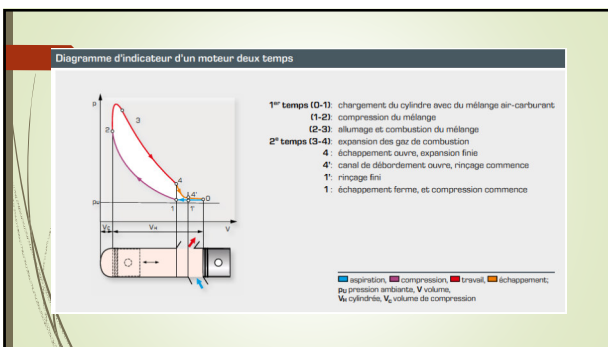 Diagramme d'indicateur d'un moteur deux temps
p
3
2
4
4'
0
pu
1
1'
Vc
VH
V
1er temps (0-1): chargement du cylindre avec du mélange air-carburant
(1-2): compression du mélange
(2-3): allumage et combustion du mélange
2e temps (3-4): expansion des gaz de combustion
4 : échappement ouvre, expansion finie
4': canal de débordement ouvre, rinçage commence
1': rinçage fini
1 : échappement ferme, et compression commence
aspiration, compression, travail, échappement;
pu pression ambiante, V volume,
VH cylindrée, Vc volume de compression